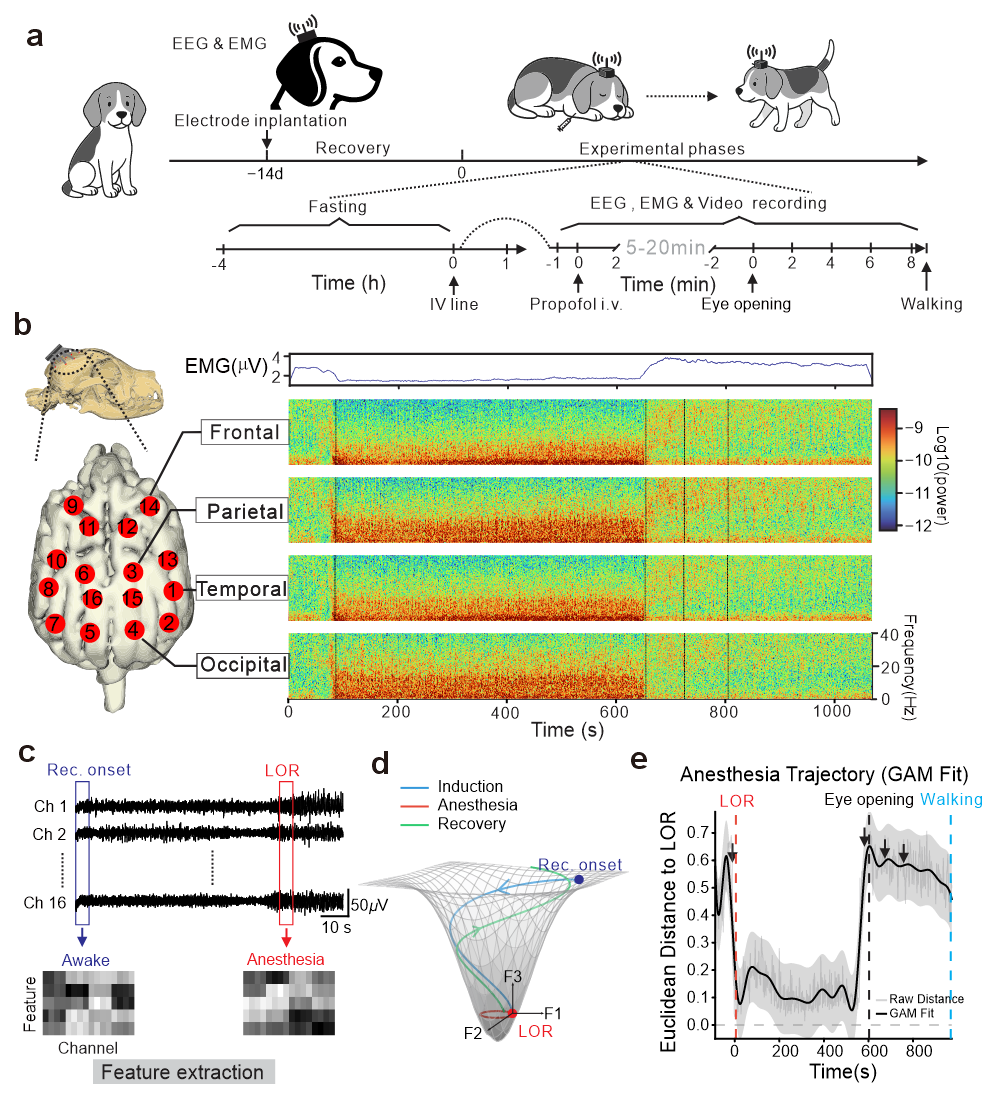 a
EEG & EMG
Electrode inplantation
Recovery
Experimental phases
−14d
0
Fasting
EEG , EMG & Video recording
-4
0
1
-1
0
2
5-20min
-2
0
2
4
6
8
Time (h)
Time (min)
IV line
Propofol i.v.
Eye opening
Walking
b
EMG(μV)
4
2
Frontal
Parietal
Temporal
Occipital
9
14
11
12
10
13
6
3
8
1
16
15
7
5
4
2
-9
-10
-11
-12
Log10(power)
40
20
0
Frequency(Hz)
0
200
400
600
800
1000
Time (s)
c
Rec. onset
LOR
Ch 1
Ch 2
Ch 16
50μV
10 s
Awake
Anesthesia
Feature
Channel
Feature extraction
d
Induction
Anesthesia
Recovery
Rec. onset
F3
F1
F2
LOR
e
Anesthesia Trajectory (GAM Fit)
LOR
Eye opening
Walking
Euclidean Distance to LOR
0.7
0.6
0.5
0.4
0.3
0.2
0.1
0.0
Raw Distance
GAM Fit
0
200
400
600
800
Time(s)